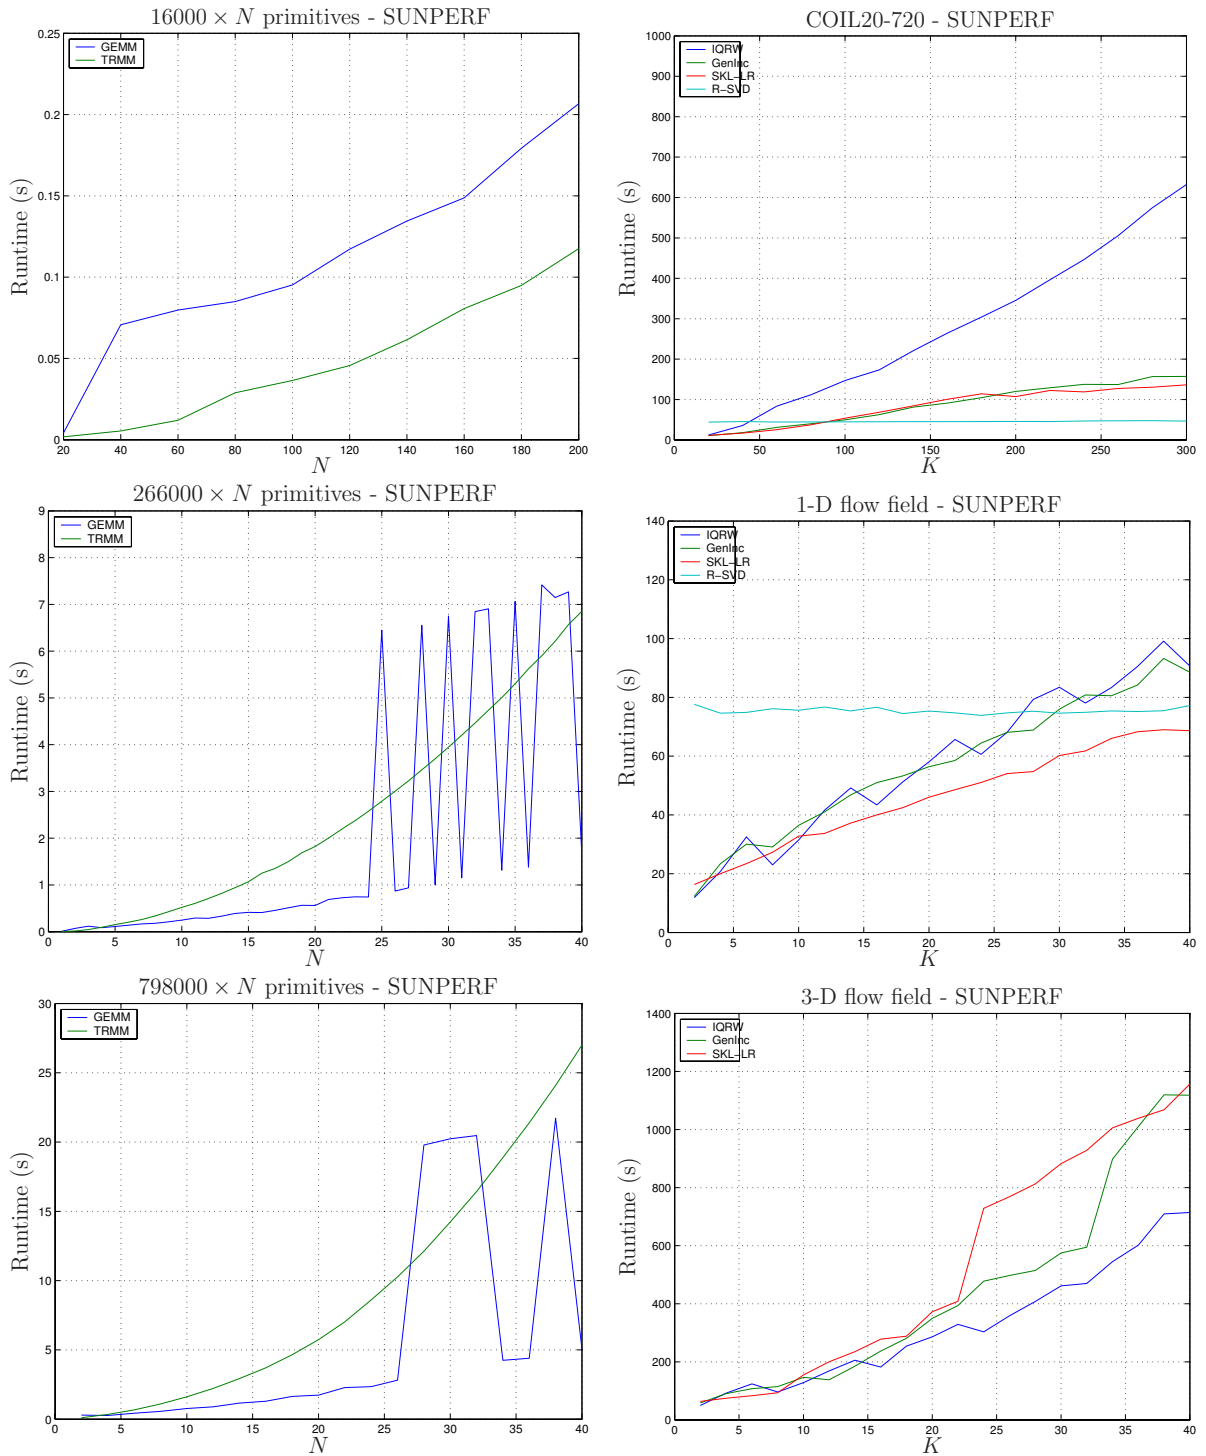 16000 × N primitives - SUNPERF
GEMM
TRMM
0.25
0.2
0.15
0.1
0.05
0
Runtime (s)
20 40 60 80 100 120 140 160 180 200
N
COIL20-720 - SUNPERF
IQRW
GenInc
SKL-LR
R-SVD
1000
900
800
700
600
500
400
300
200
100
0
Runtime (s)
0 50 100 150 200 250 300
K
266000 × N primitives - SUNPERF
GEMM
TRMM
9
8
7
6
5
4
3
2
1
0
Runtime (s)
0 5 10 15 20 25 30 35 40
N
1-D flow field - SUNPERF
IQRW
GenInc
SKL-LR
R-SVD
140
120
100
80
60
40
20
0
Runtime (s)
0 5 10 15 20 25 30 35 40
K
798000 × N primitives - SUNPERF
GEMM
TRMM
30
25
20
15
10
5
0
Runtime (s)
0 5 10 15 20 25 30 35 40
N
3-D flow field - SUNPERF
IQRW
GenInc
SKL-LR
1400
1200
1000
800
600
400
200
0
Runtime (s)
0 5 10 15 20 25 30 35 40
K